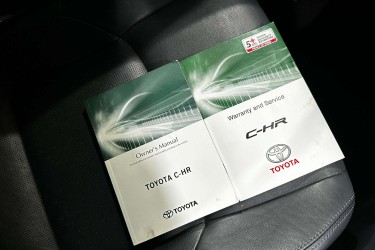 Owner's Manual
TOYOTA C-HR
TOYOTA
5+
Warranty and Service
C-HR
TOYOTA